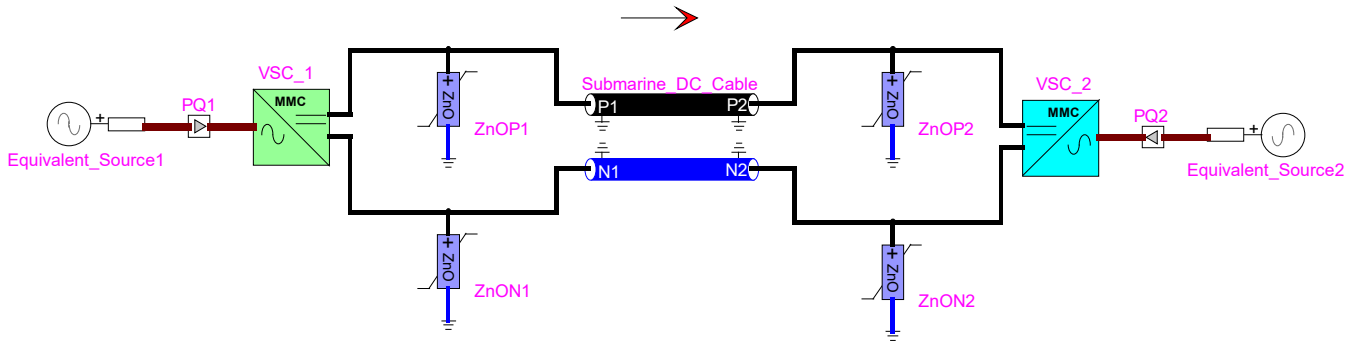 VSC_1
MMC
PQ1
+
Equivalent_Source1
+
ZnO
ZnOP1
Submarine_DC_Cable
P1 P2
N1 N2
+
ZnO
ZnON1
+
ZnO
ZnOP2
+
ZnO
ZnON2
VSC_2
MMC
PQ2
+
Equivalent_Source2